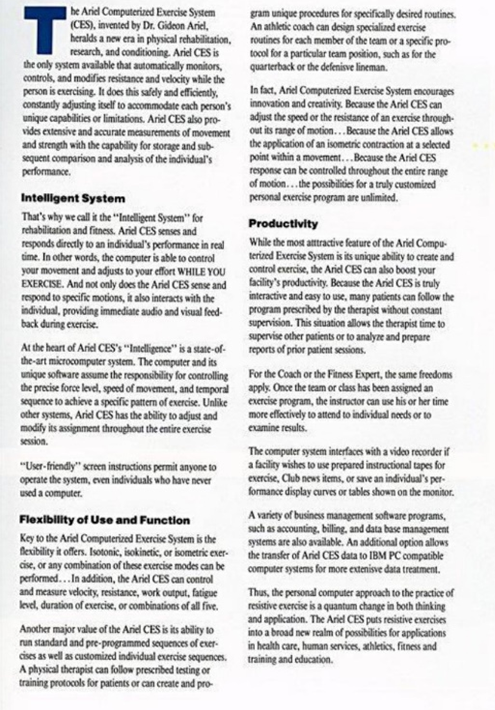 The Ariel Computerized Exercise System
(CES), invented by Dr. Gideon Ariel,
heralds a new era in physical rehabilitation,
research, and conditioning. Ariel CES is
the only system available that automatically monitors,
controls, and modifies resistance and velocity while the
person is exercising. It does this safely and efficiently,
constantly adjusting itself to accommodate each person's
unique capabilities or limitations. Ariel CES also pro-
vides extensive and accurate measurements of movement
and strength with the capability for storage and sub-
sequent comparison and analysis of the individual's
performance.
Intelligent System
That's why we call it the "Intelligent System" for
rehabilitation and fitness. Ariel CES senses and
responds directly to an individual's performance in real
time. In other words, the computer is able to control
your movement and adjusts to your effort WHILE YOU
EXERCISE. And not only does the Ariel CES sense and
respond to specific motions, it also interacts with the
individual, providing immediate audio and visual feed-
back during exercise.
At the heart of Ariel CES's "Intelligence" is a state-of-
the-art microcomputer system. The computer and its
unique software assume the responsibility for controlling
the precise force level, speed of movement, and temporal
sequence to achieve a specific pattern of exercise. Unlike
other systems, Ariel CES has the ability to adjust and
modify its assignment throughout the entire exercise
session.
"User-friendly" screen instructions permit anyone to
operate the system, even individuals who have never
used a computer.
Flexibility of Use and Function
Key to the Ariel Computerized Exercise System is the
flexibility it offers. Isotonic, isokinetic, or isometric exer-
cise, or any combination of these exercise modes can be
performed...In addition, the Ariel CES can control
and measure velocity, resistance, work output, fatigue
level, duration of exercise, or combinations of all five.
Another major value of the Ariel CES is its ability to
run standard and pre-programmed sequences of exer-
cises as well as customized individual exercise sequences.
A physical therapist can follow prescribed testing or
training protocols for patients or can create and pro-
gram unique procedures for specifically desired routines.
An athletic coach can design specialized exercise
routines for each member of the team or a specific pro-
tocol for a particular team position, such as for the
quarterback or the defenisve lineman.
In fact, Ariel Computerized Exercise System encourages
innovation and creativity. Because the Ariel CES can
adjust the speed or the resistance of an exercise through-
out its range of motion...Because the Ariel CES allows
the application of an isometric contraction at a selected
point within a movement...Because the Ariel CES
response can be controlled throughout the entire range
of motion...the possibilities for a truly customized
personal exercise program are unlimited.
Productivity
While the most atttractive feature of the Ariel Compu-
terized Exercise System is its unique ability to create and
control exercise, the Ariel CES can also boost your
facility's productivity. Because the Ariel CES is truly
interactive and easy to use, many patients can follow the
program prescribed by the therapist without constant
supervision. This situation allows the therapist time to
supervise other patients or to analyze and prepare
reports of prior patient sessions.
For the Coach or the Fitness Expert, the same freedoms
apply. Once the team or class has been assigned an
exercise program, the instructor can use his or her time
more effectively to attend to individual needs or to
examine results.
The computer system interfaces with a video recorder if
a facility wishes to use prepared instructional tapes for
exercise, Club news items, or save an individual's per-
formance display curves or tables shown on the monitor.
A variety of business management software programs,
such as accounting, billing, and data base management
systems are also available. An additional option allows
the transfer of Ariel CES data to IBM PC compatible
computer systems for more extenisve data treatment.
Thus, the personal computer approach to the practice of
resistive exercise is a quantum change in both thinking
and application. The Ariel CES puts resistive exercises
into a broad new realm of possibilities for applications
in health care, human services, athletics, fitness and
training and education.